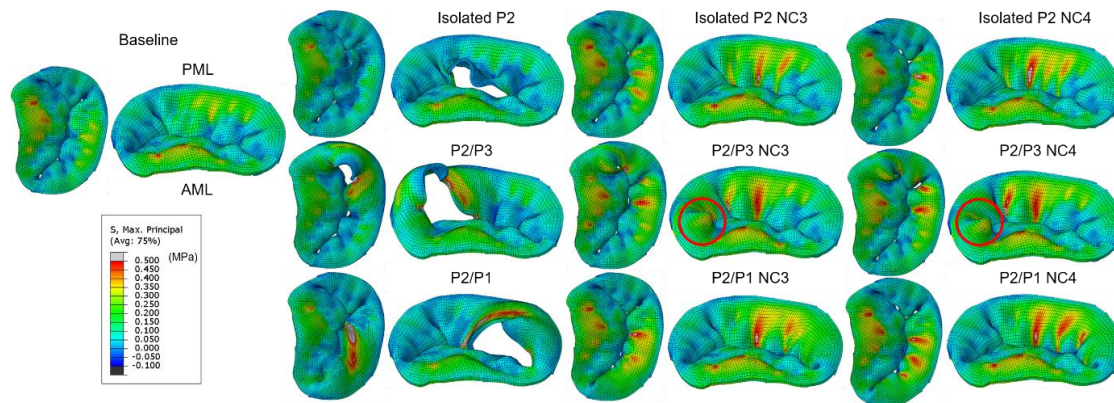 Baseline
PML
AML
S, Max. Principal
(Avg: 75%)
(MPa)
0.500
0.450
0.400
0.350
0.300
0.250
0.200
0.150
0.100
0.050
0.000
-0.050
-0.100
Isolated P2
Isolated P2 NC3
Isolated P2 NC4
P2/P3
P2/P3 NC3
P2/P3 NC4
P2/P1
P2/P1 NC3
P2/P1 NC4